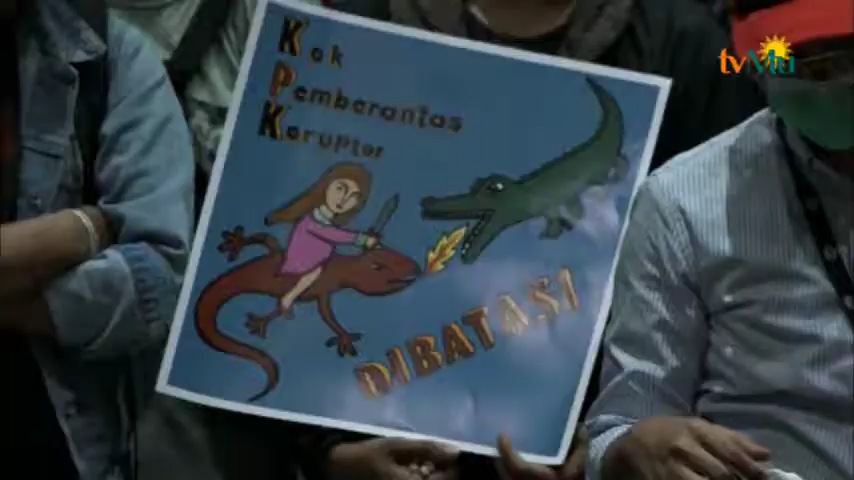 Kok
Pemberantas
Koruptor
DIBATASI
tvMu